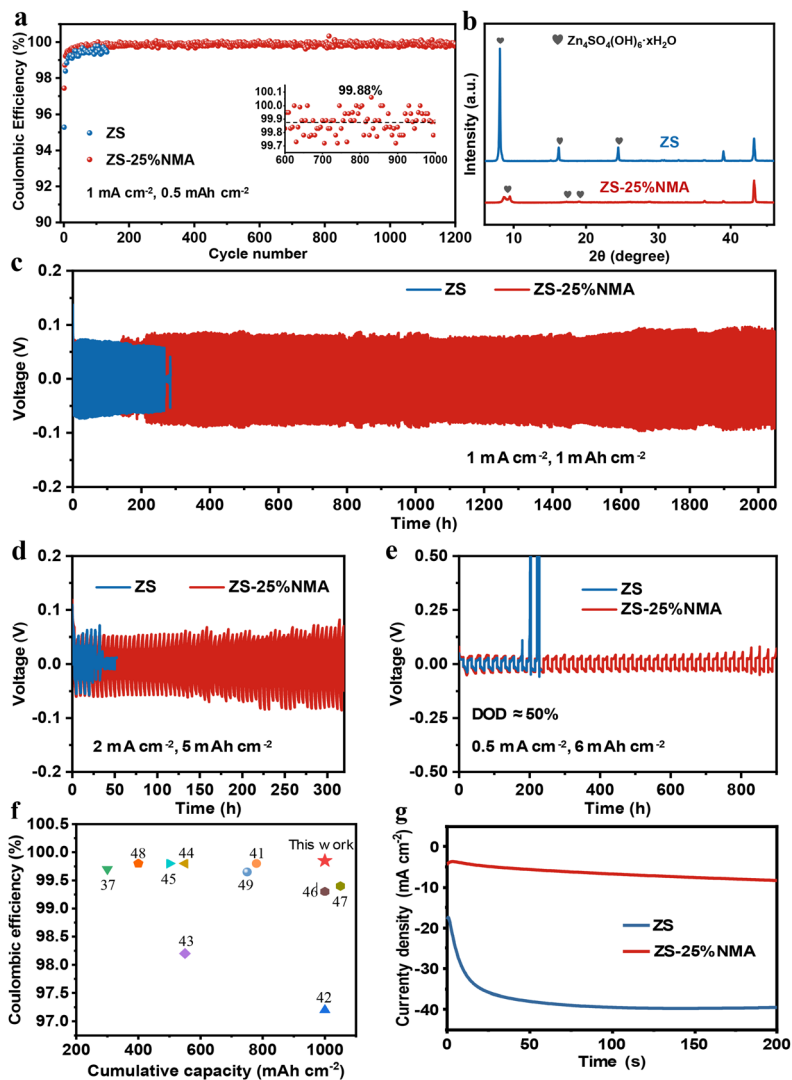 a
Coulombic Efficiency (%)
100
98
96
94
92
90
0
200
400
600
800
1000
1200
Cycle number
ZS
ZS-25%NMA
1 mA cm-2, 0.5 mAh cm-2
99.88%
100.1
100.0
99.9
99.8
99.7
600
700
800
900
1000
b
Intensity (a.u.)
Zn4SO4(OH)6·xH2O
ZS
ZS-25%NMA
10
20
30
40
2θ (degree)
c
Voltage (V)
0.2
0.1
0.0
-0.1
-0.2
ZS
ZS-25%NMA
1 mA cm-2, 1 mAh cm-2
0
200
400
600
800
1000
1200
1400
1600
1800
2000
Time (h)
d
Voltage (V)
0.2
0.1
0.0
-0.1
-0.2
ZS
ZS-25%NMA
2 mA cm-2, 5 mAh cm-2
0
50
100
150
200
250
300
Time (h)
e
Voltage (V)
0.50
0.25
0.00
-0.25
-0.50
ZS
ZS-25%NMA
DOD ≈ 50%
0.5 mA cm-2, 6 mAh cm-2
0
100
200
300
400
500
600
700
800
900
Time (h)
f
Coulombic efficiency (%)
100.5
100.0
99.5
99.0
98.5
98.0
97.5
97.0
This work
48
44
41
37
45
49
46
47
43
42
200
400
600
800
1000
Cumulative capacity (mAh cm-2)
g
Currenty density (mA cm-2)
0
-10
-20
-30
-40
ZS
ZS-25%NMA
0
50
100
150
200
Time (s)